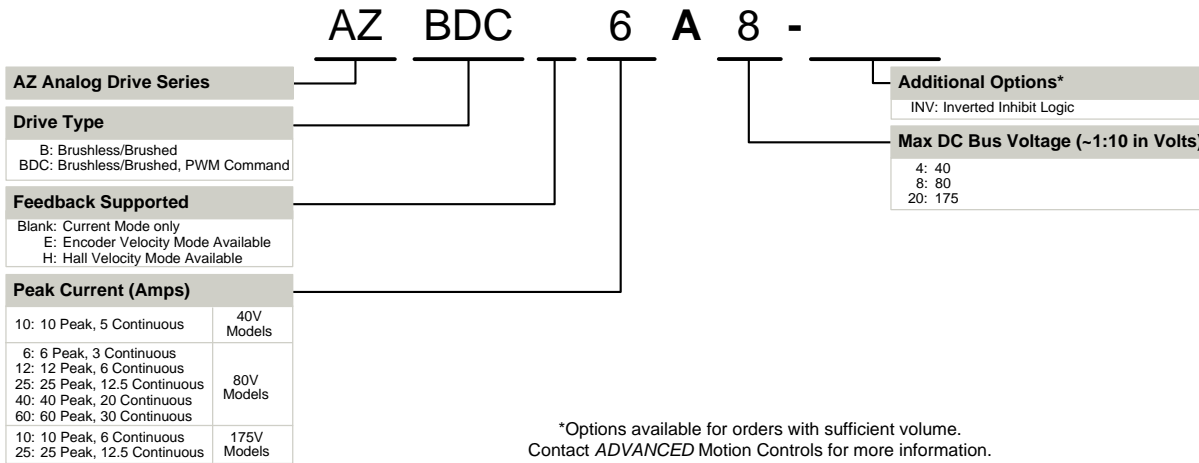 AZ BDC 6 A 8 -
AZ Analog Drive Series
Drive Type
B: Brushless/Brushed
BDC: Brushless/Brushed, PWM Command
Feedback Supported
Blank: Current Mode only
E: Encoder Velocity Mode Available
H: Hall Velocity Mode Available
Peak Current (Amps)
10: 10 Peak, 5 Continuous
40V
Models
6: 6 Peak, 3 Continuous
12: 12 Peak, 6 Continuous
25: 25 Peak, 12.5 Continuous
40: 40 Peak, 20 Continuous
60: 60 Peak, 30 Continuous
80V
Models
10: 10 Peak, 6 Continuous
25: 25 Peak, 12.5 Continuous
175V
Models
Additional Options*
INV: Inverted Inhibit Logic
Max DC Bus Voltage (~1:10 in Volts)
4: 40
8: 80
20: 175
*Options available for orders with sufficient volume.
Contact ADVANCED Motion Controls for more information.